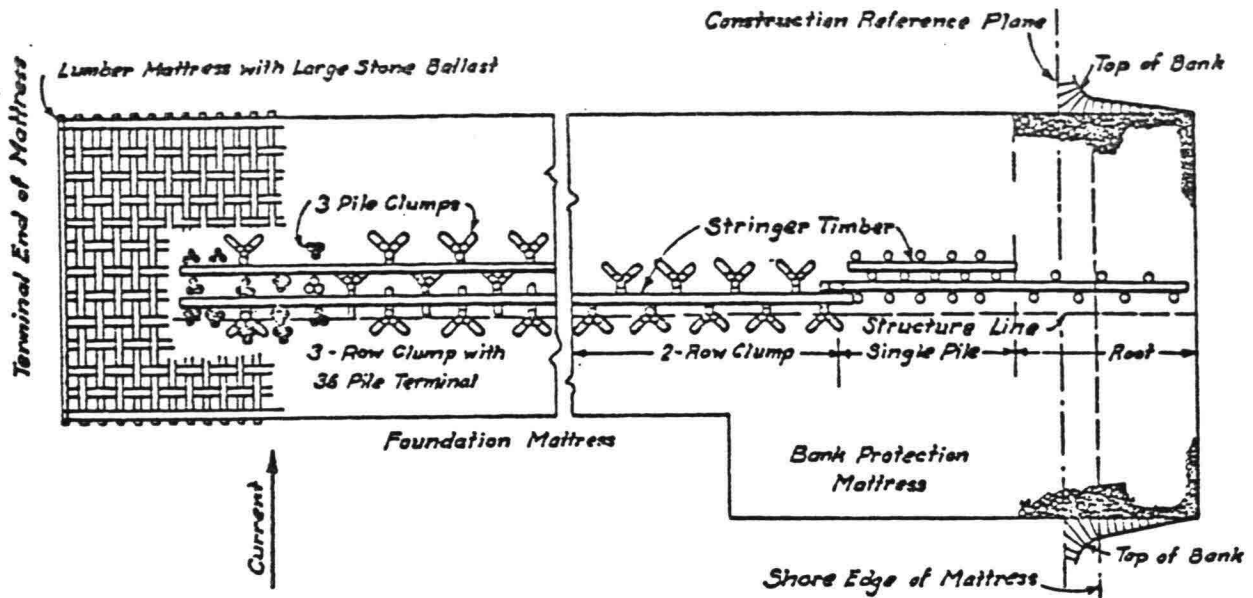 Construction Reference Plane
Top of Bank
Lumber Mattress with Large Stone Ballast
Terminal End of Mattress
3 Pile Clumps
Stringer Timber
Structure Line
3-Row Clump with
36 Pile Terminal
2-Row Clump
Single Pile
Root
Foundation Mattress
Bank Protection
Mattress
Current
Top of Bank
Shore Edge of Mattress